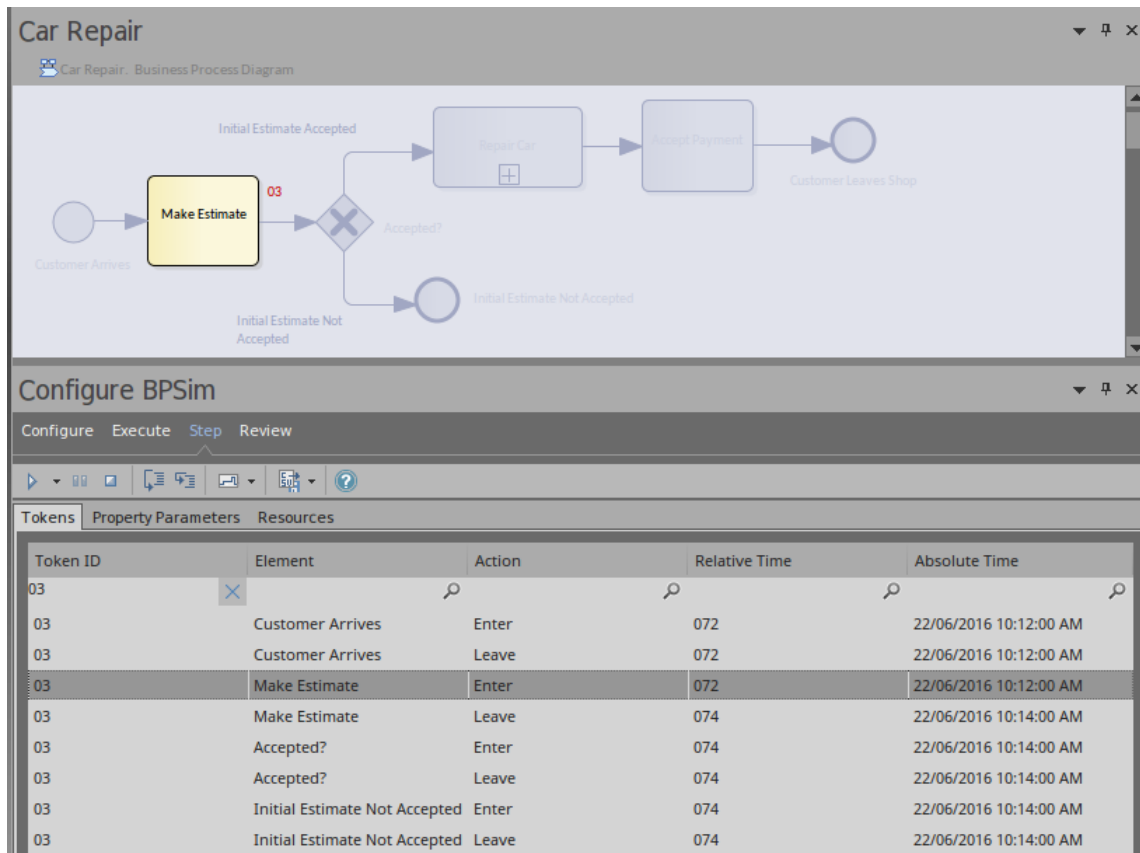 Car Repair
Car Repair. Business Process Diagram
Initial Estimate Accepted
Repair Car
Accept Payment
Customer Leaves Shop
03
Make Estimate
Accepted?
Customer Arrives
Initial Estimate Not Accepted
Initial Estimate Not
Accepted
Configure BPSim
Configure Execute Step Review
Tokens Property Parameters Resources
Token ID Element Action Relative Time Absolute Time
03
03 Customer Arrives Enter 072 22/06/2016 10:12:00 AM
03 Customer Arrives Leave 072 22/06/2016 10:12:00 AM
03 Make Estimate Enter 072 22/06/2016 10:12:00 AM
03 Make Estimate Leave 074 22/06/2016 10:14:00 AM
03 Accepted? Enter 074 22/06/2016 10:14:00 AM
03 Accepted? Leave 074 22/06/2016 10:14:00 AM
03 Initial Estimate Not Accepted Enter 074 22/06/2016 10:14:00 AM
03 Initial Estimate Not Accepted Leave 074 22/06/2016 10:14:00 AM